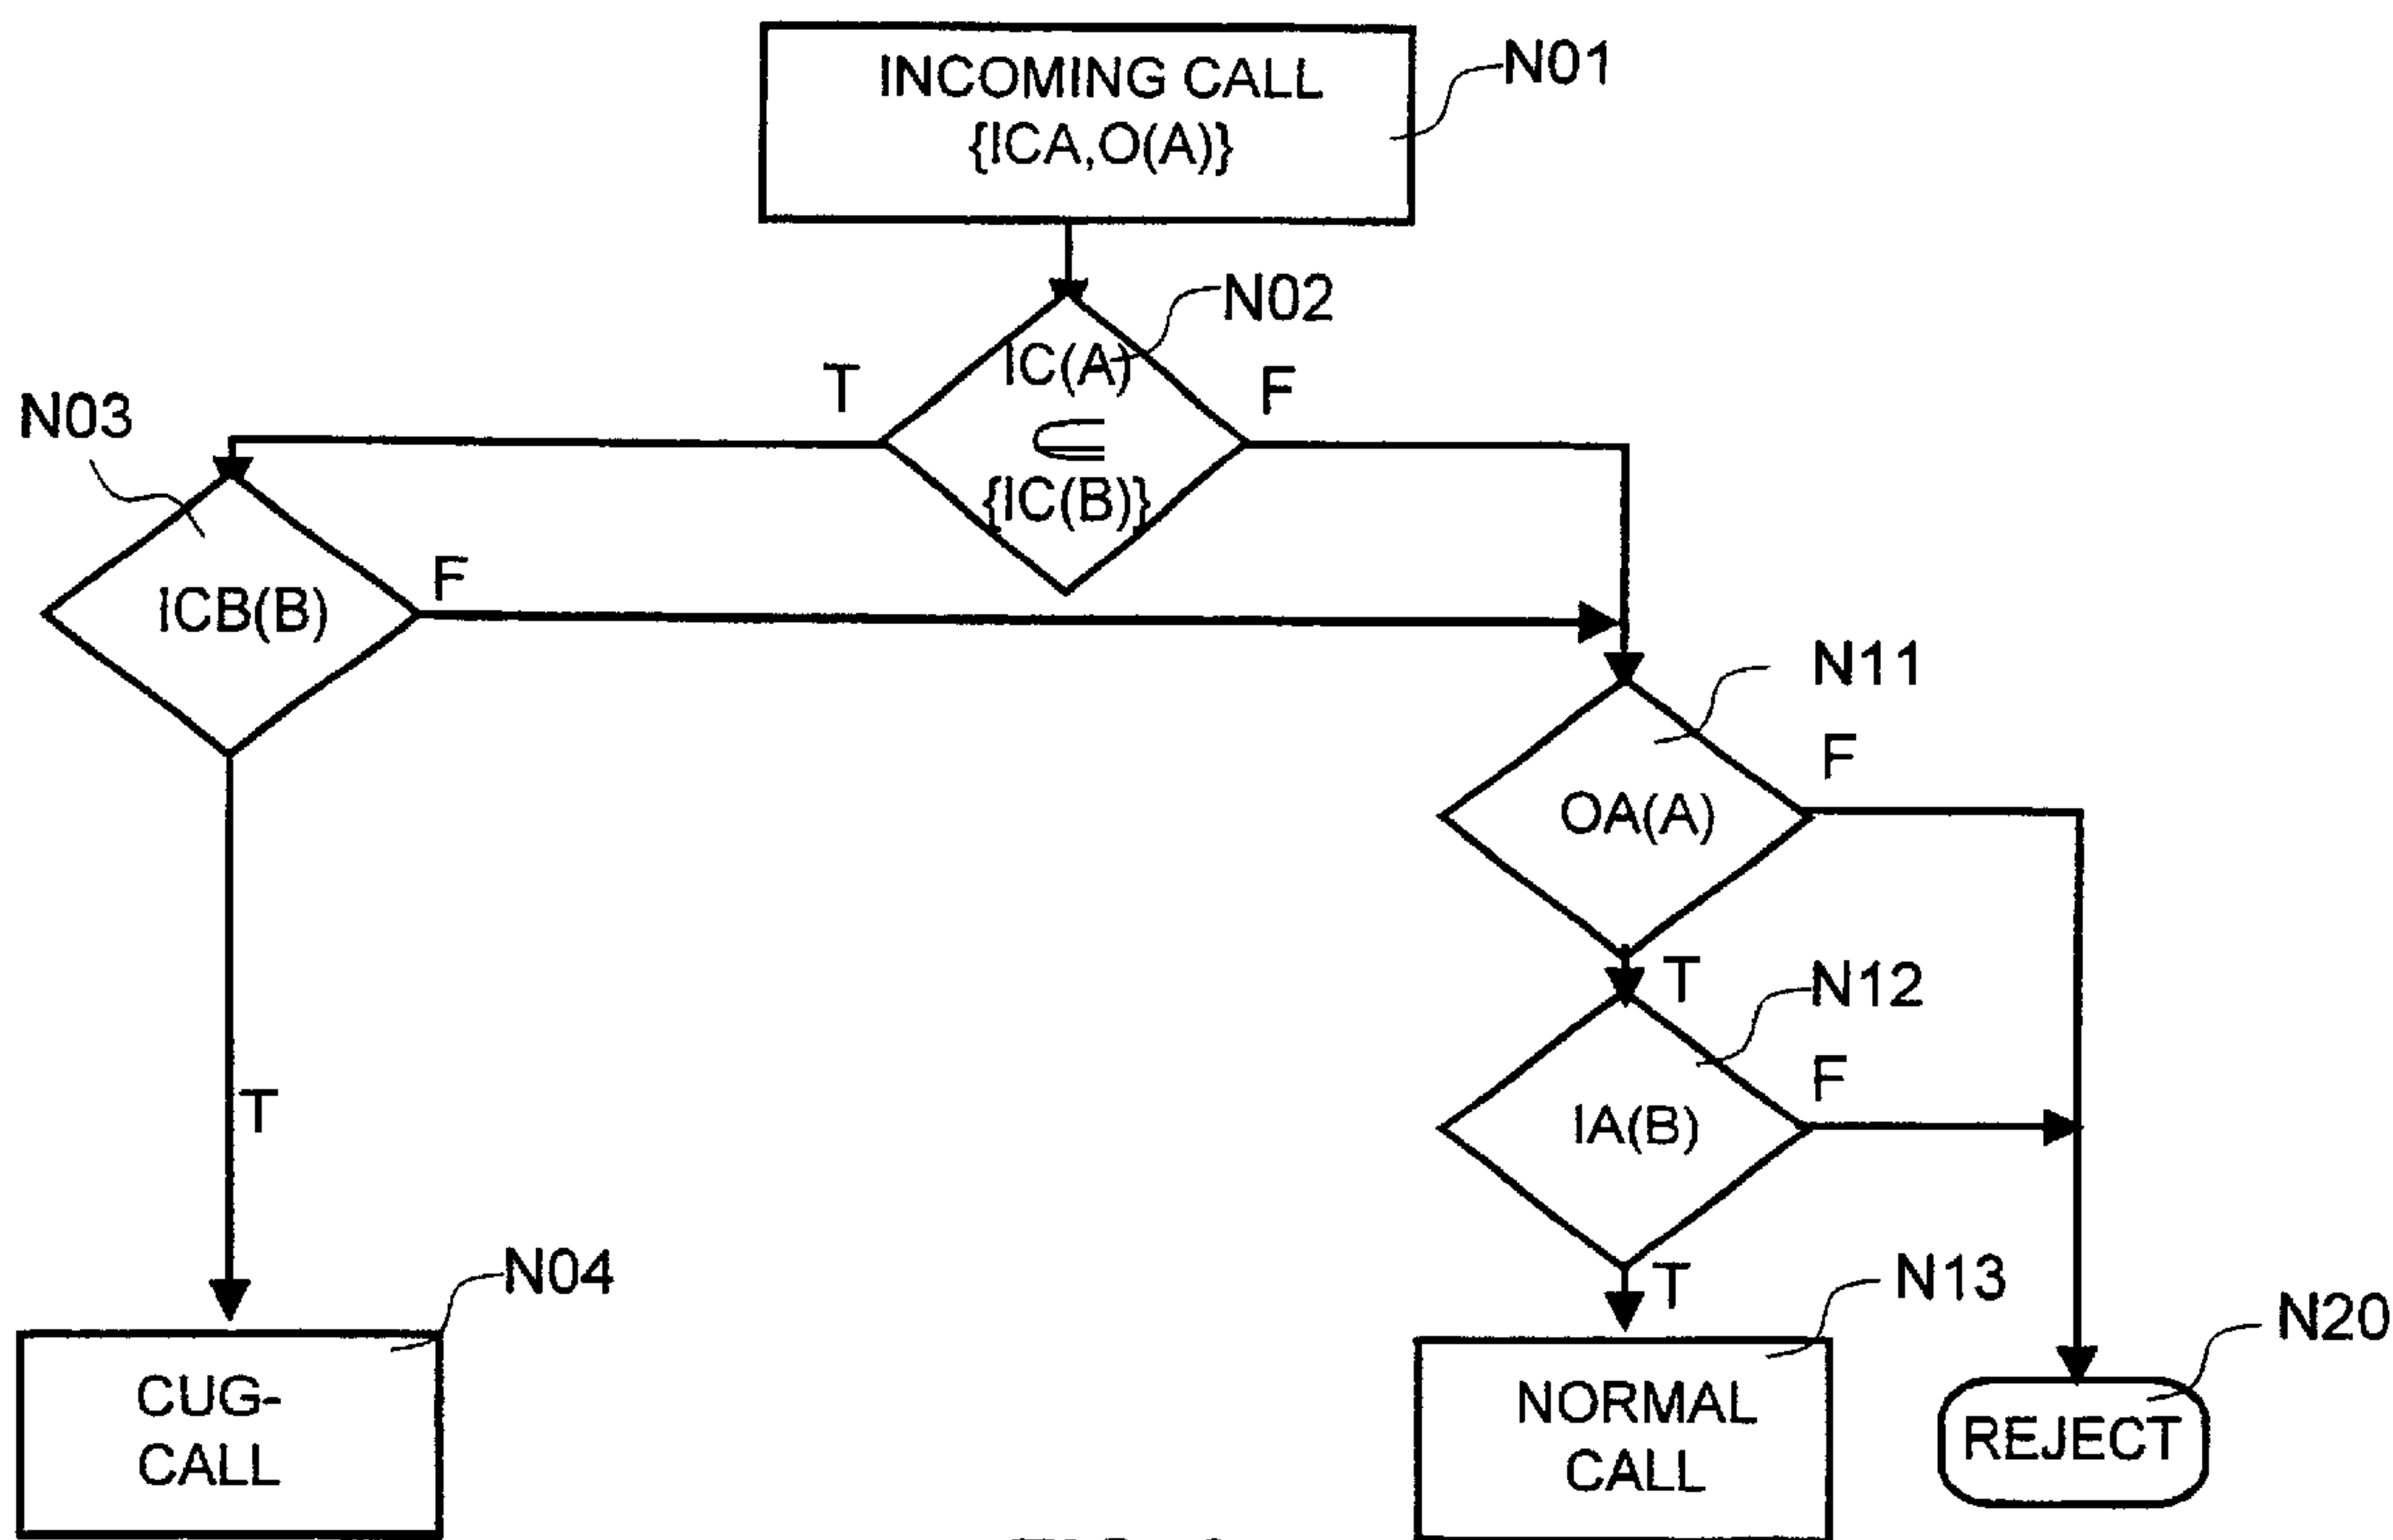 INCOMING CALL
{ICA,O(A)}
N01
N02
IC(A)
∈
{IC(B)}
T
F
N03
ICB(B)
F
N11
OA(A)
F
T
N12
IA(B)
F
T
T
N04
CUG-
CALL
N13
NORMAL
CALL
N20
REJECT